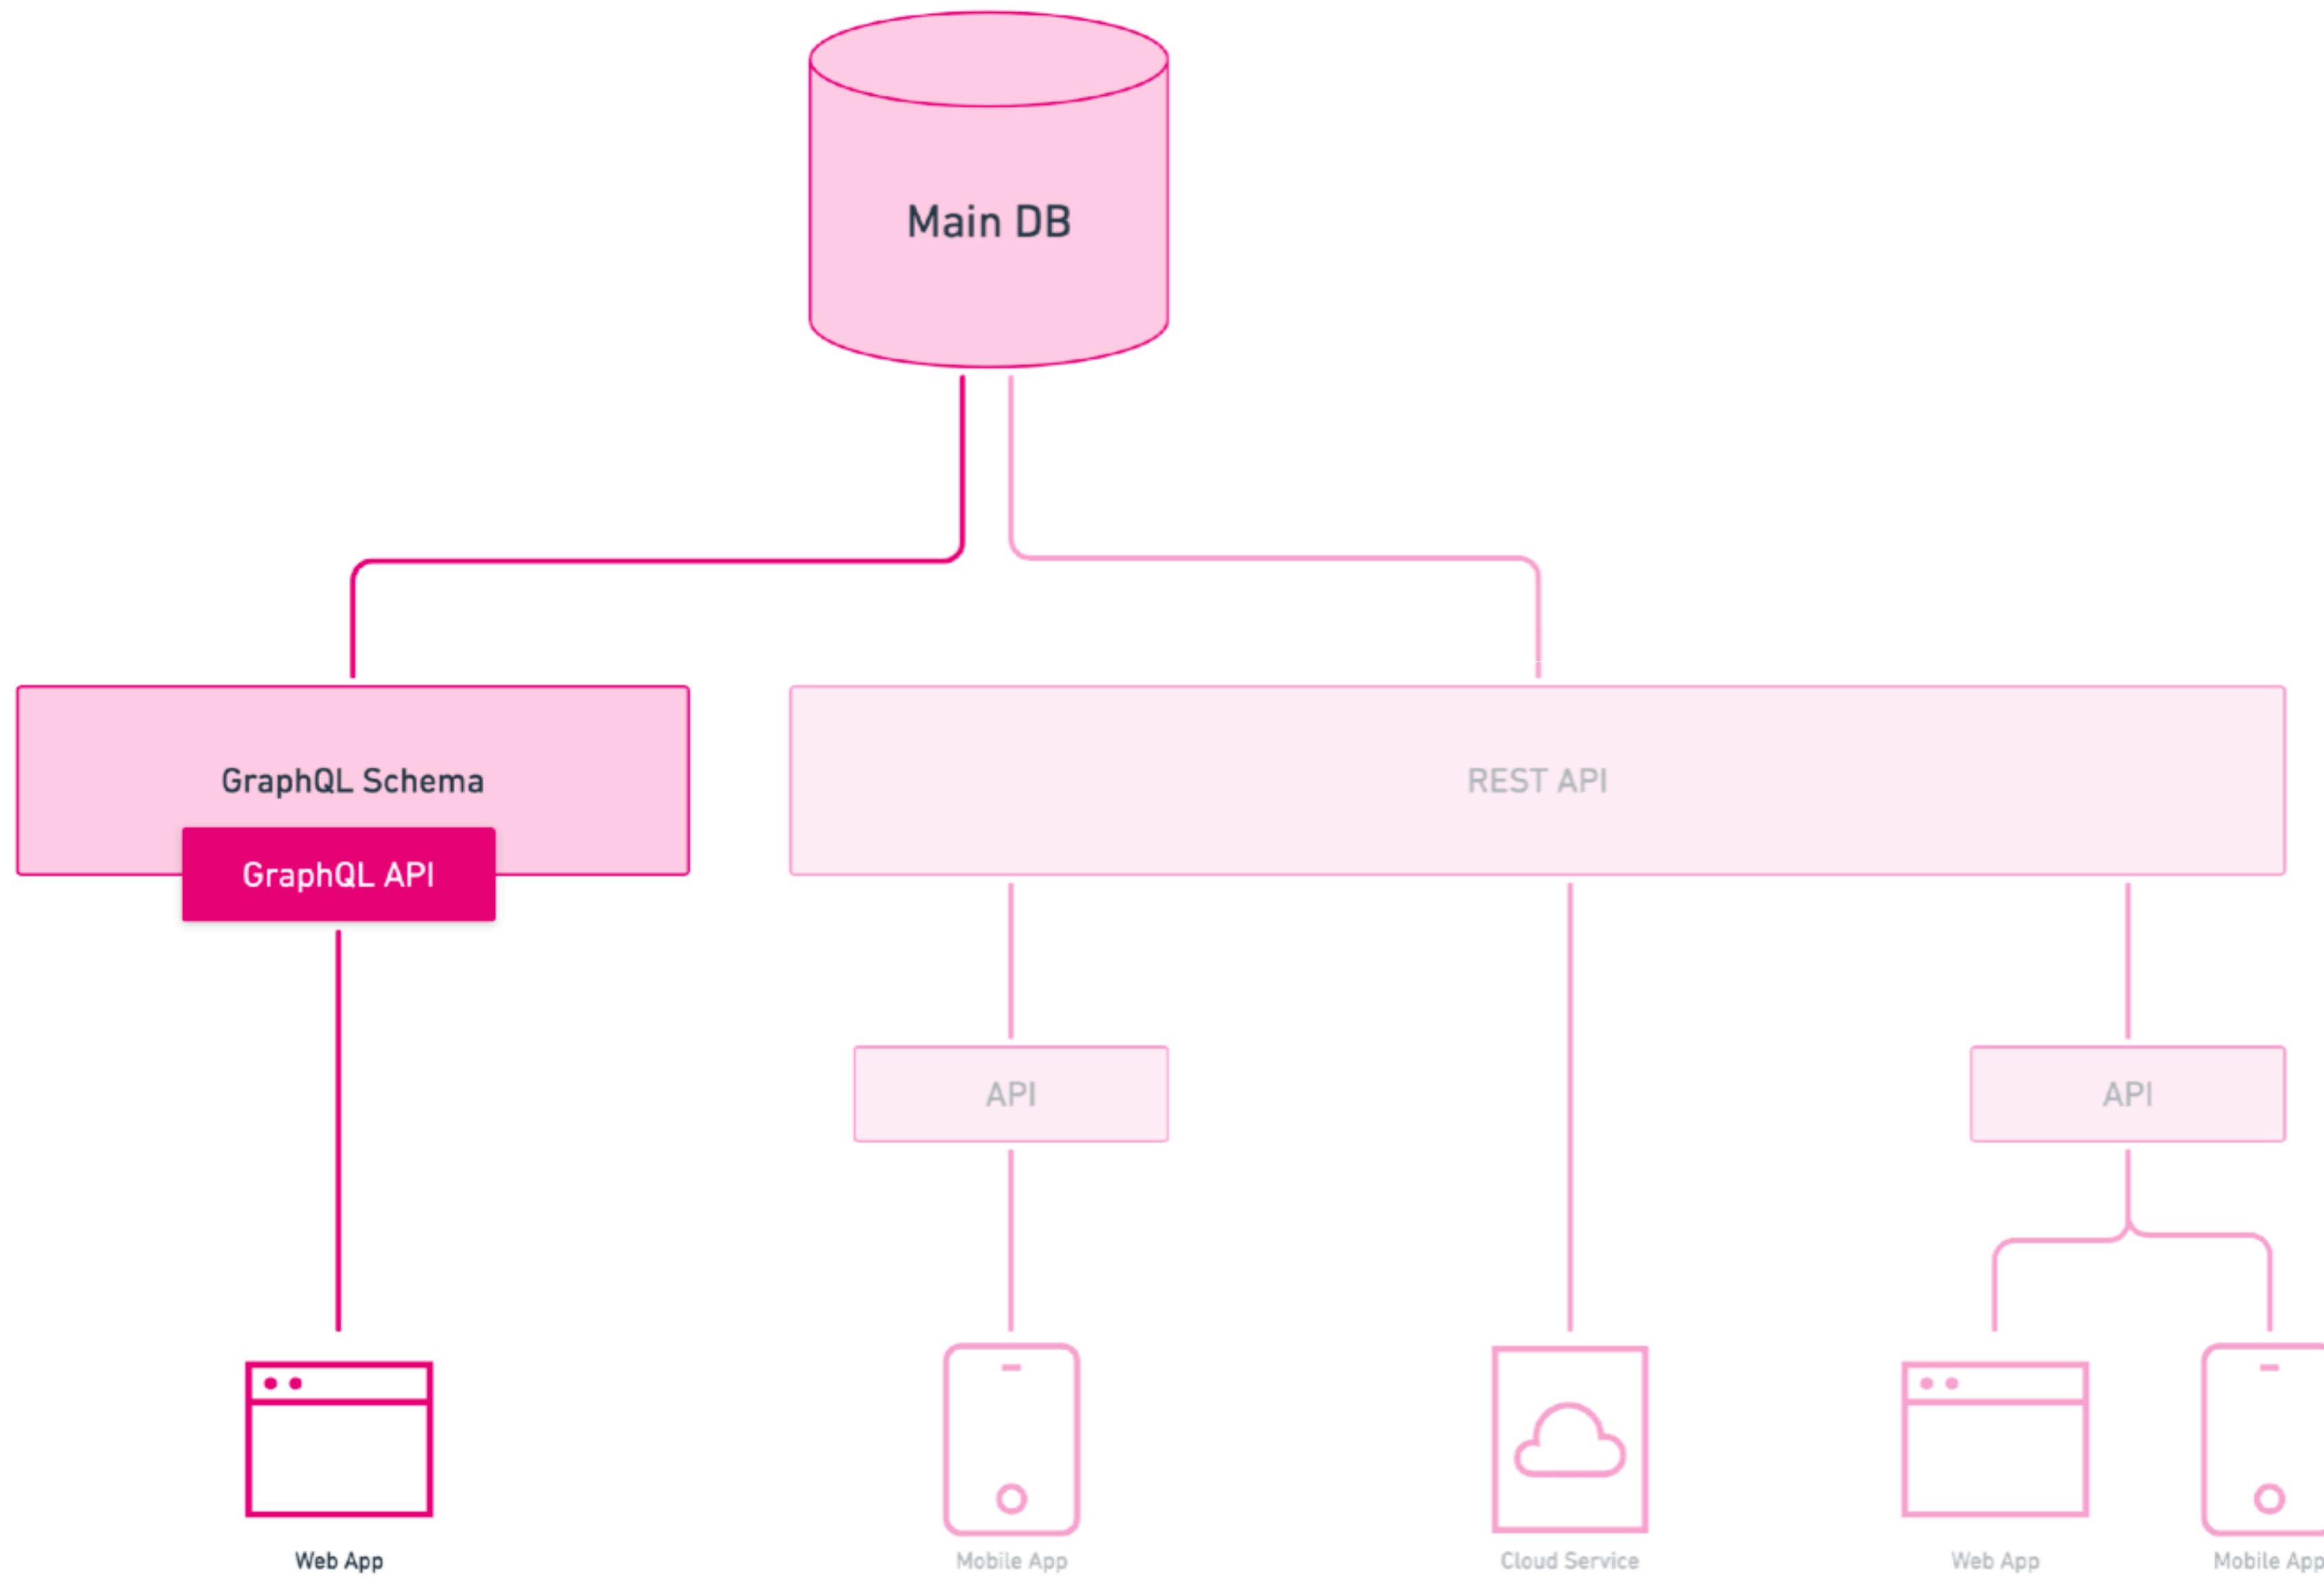 Main DB
GraphQL Schema
REST API
GraphQL API
API
API
Web App
Mobile App
Cloud Service
Web App
Mobile App